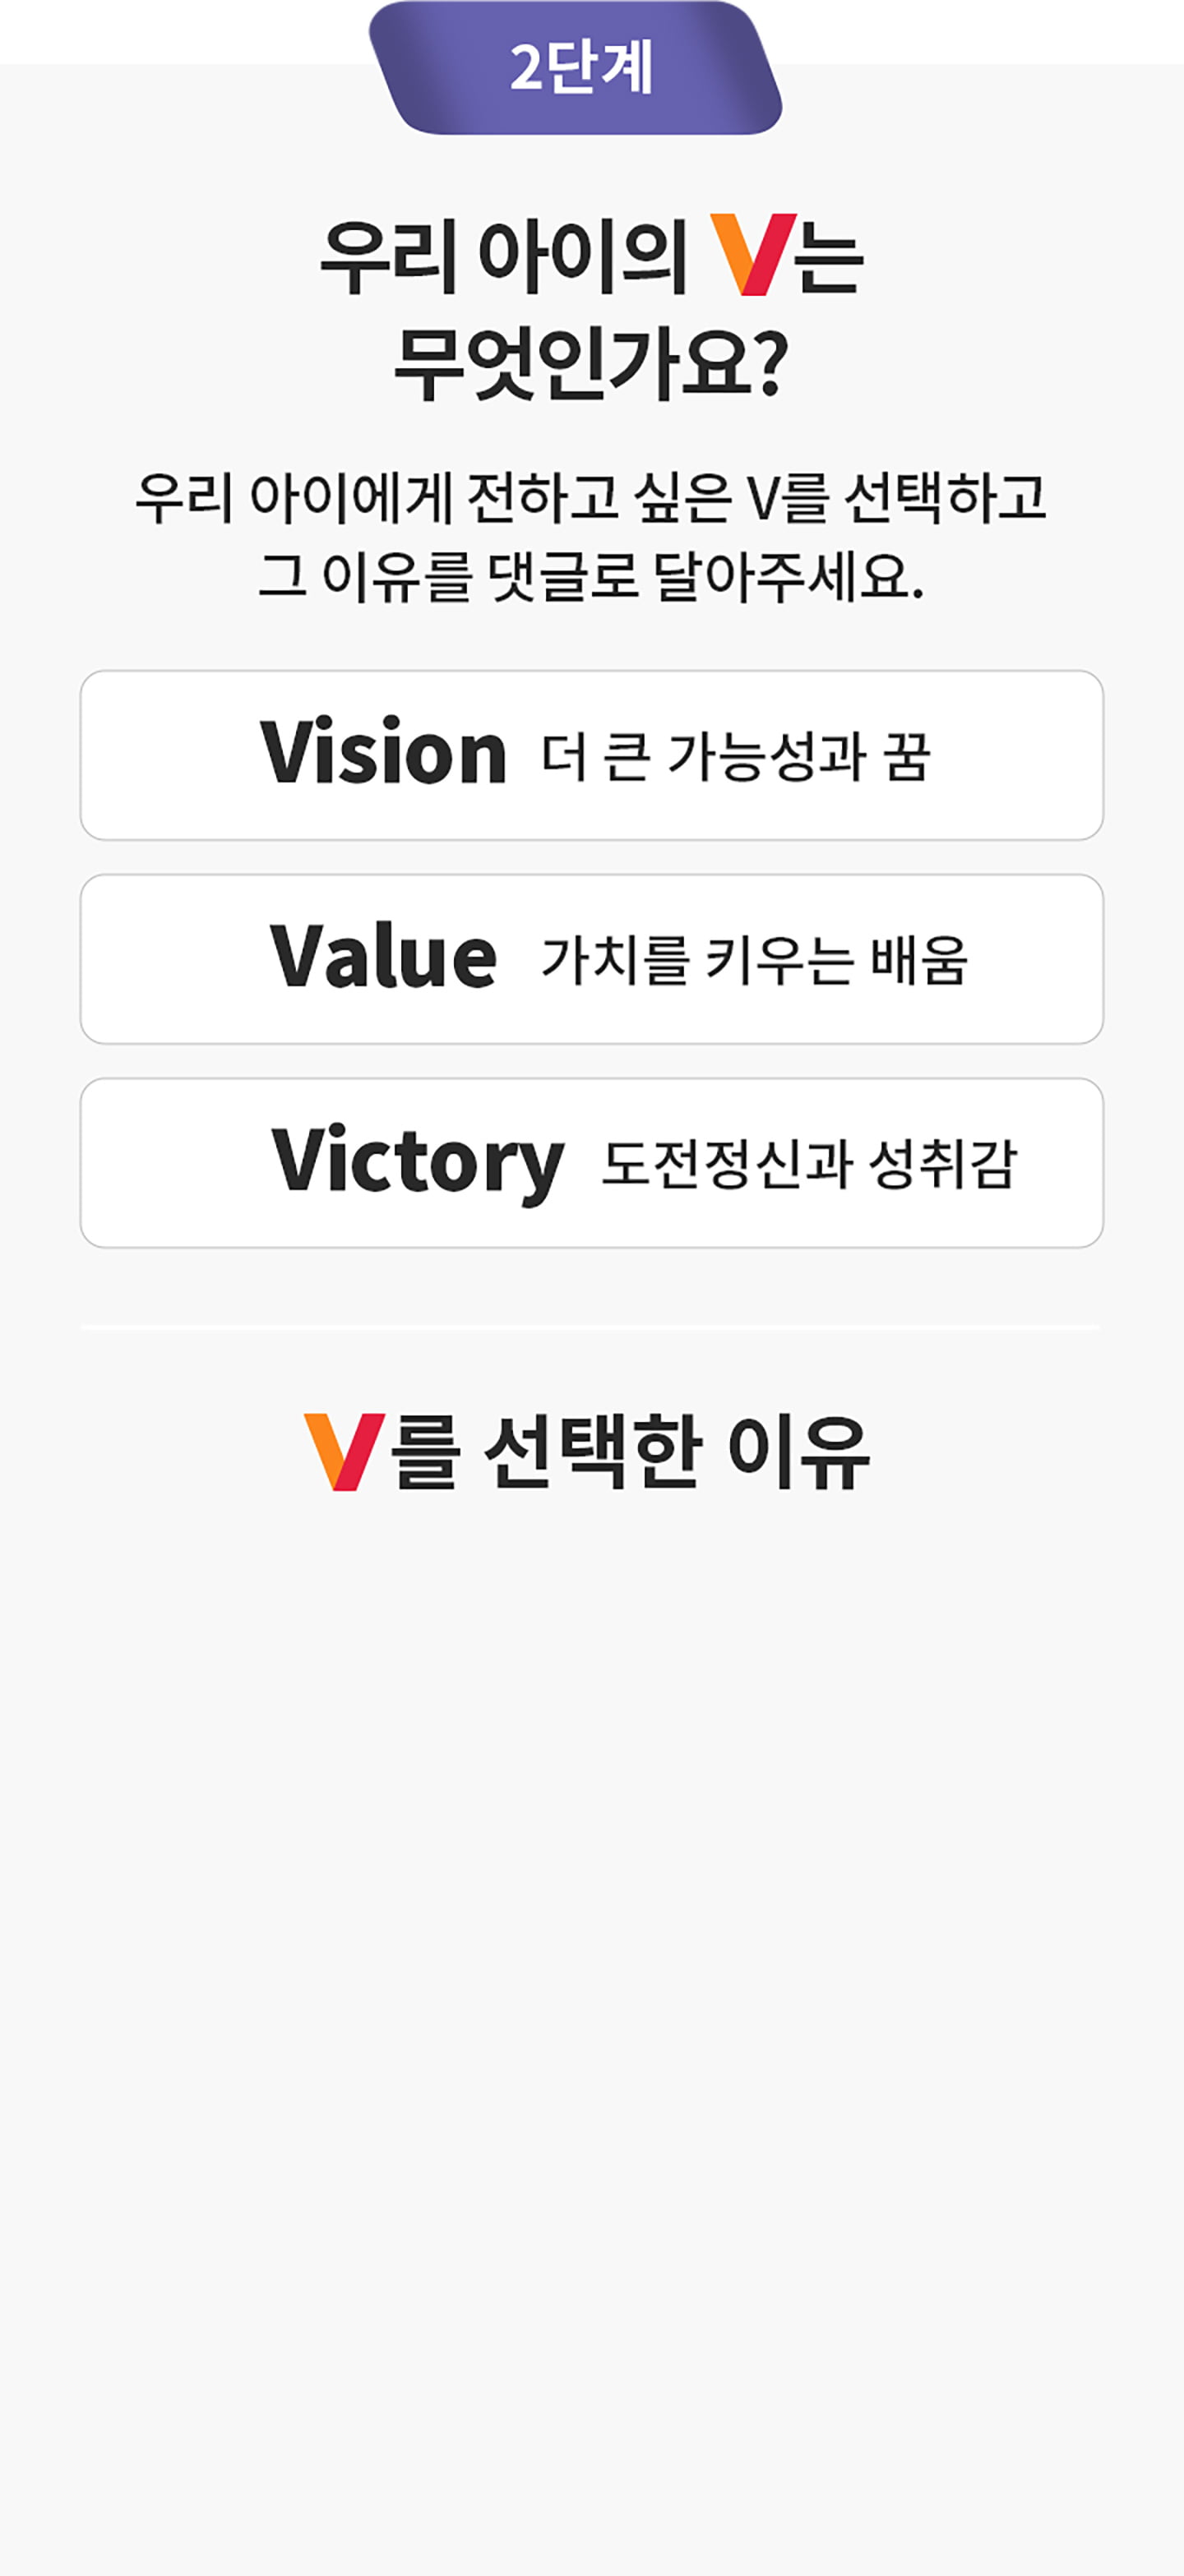 2단계
우리 아이의 V는
무엇인가요?
우리 아이에게 전하고 싶은 V를 선택하고
그 이유를 댓글로 달아주세요.
Vision 더 큰 가능성과 꿈
Value 가치를 키우는 배움
Victory 도전정신과 성취감
V를 선택한 이유